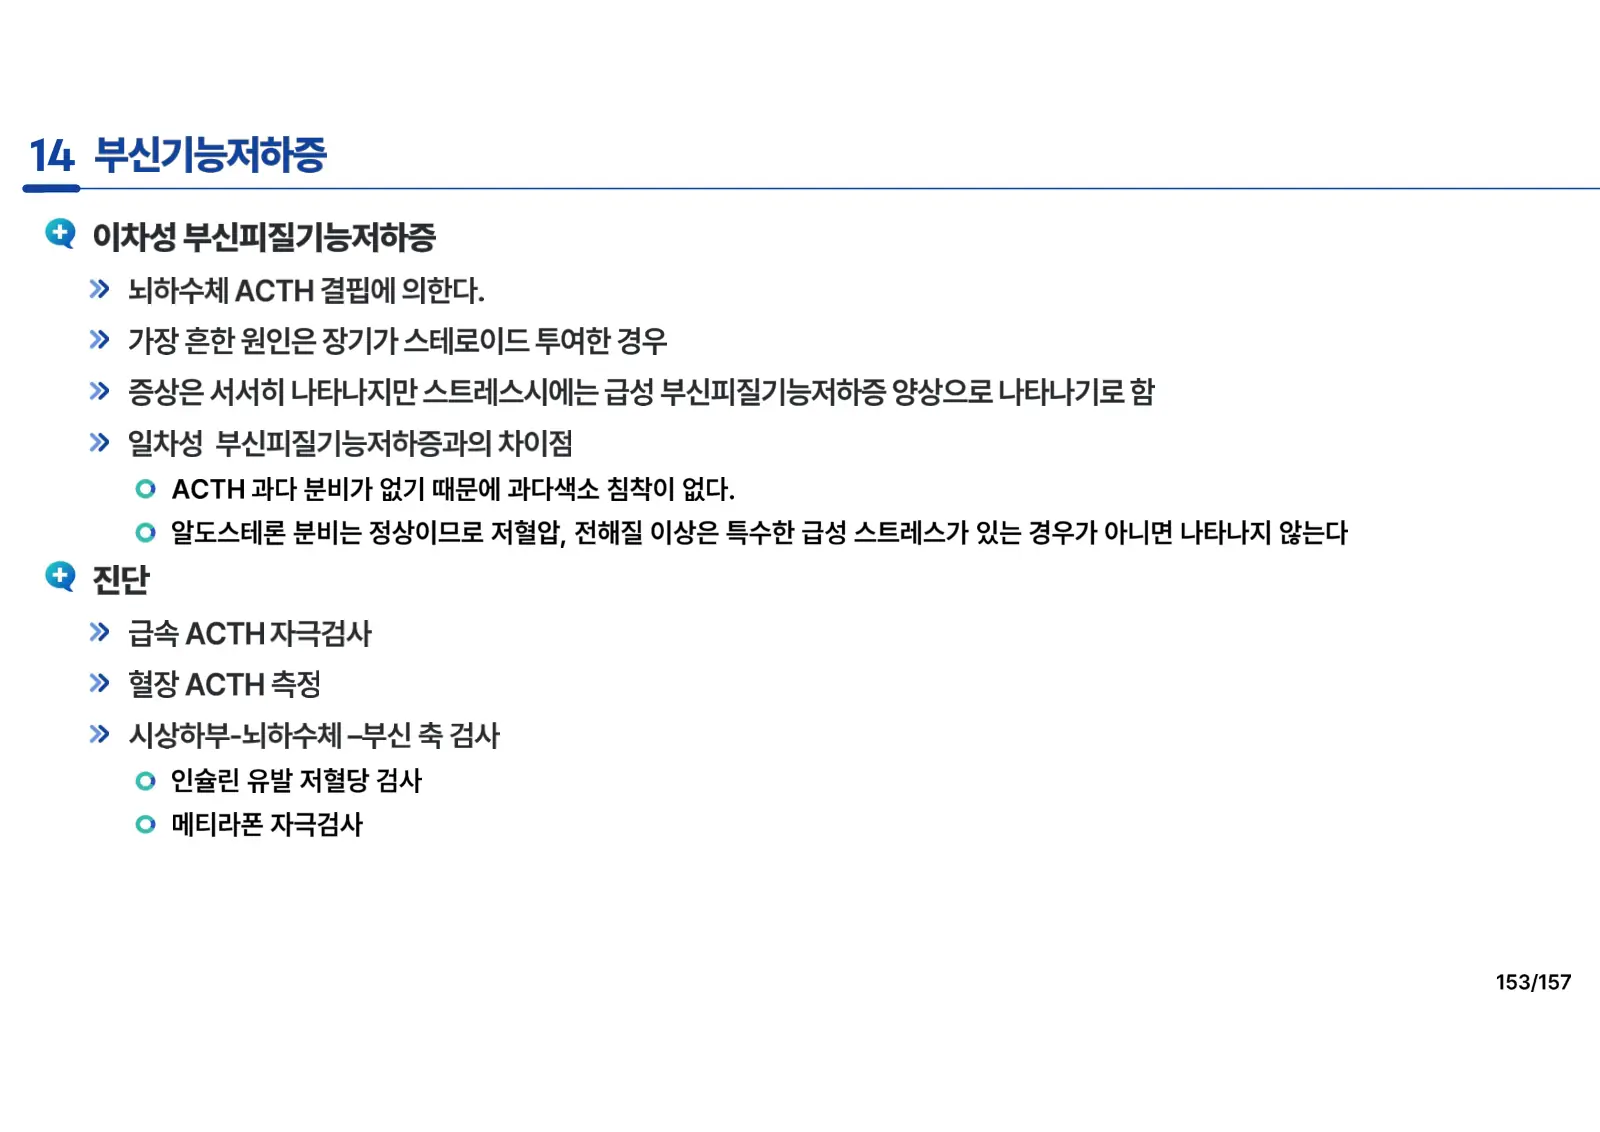 14 부신기능저하증
이차성 부신피질기능저하증
뇌하수체 ACTH 결핍에 의한다.
가장 흔한 원인은 장기가 스테로이드 투여한 경우
증상은 서서히 나타나지만 스트레스시에는 급성 부신피질기능저하증 양상으로 나타나기로 함
일차성 부신피질기능저하증과의 차이점
ACTH 과다 분비가 없기 때문에 과다색소 침착이 없다.
알도스테론 분비는 정상이므로 저혈압, 전해질 이상은 특수한 급성 스트레스가 있는 경우가 아니면 나타나지 않는다
진단
급속 ACTH 자극검사
혈장 ACTH 측정
시상하부-뇌하수체 –부신 축 검사
인슐린 유발 저혈당 검사
메티라폰 자극검사
153/157